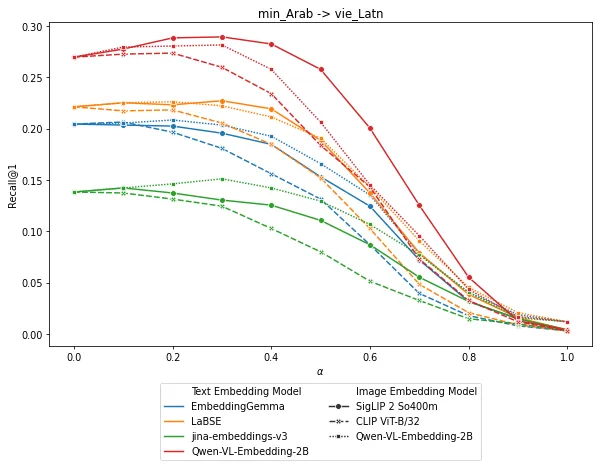 min_Arab -> vie_Latn
0.30
0.25
0.20
0.15
0.10
0.05
0.00
Recall@1
0.0 0.2 0.4 0.6 0.8 1.0
α
Text Embedding Model Image Embedding Model
EmbeddingGemma SigLIP 2 So400m
LaBSE CLIP ViT-B/32
jina-embeddings-v3 Qwen-VL-Embedding-2B
Qwen-VL-Embedding-2B